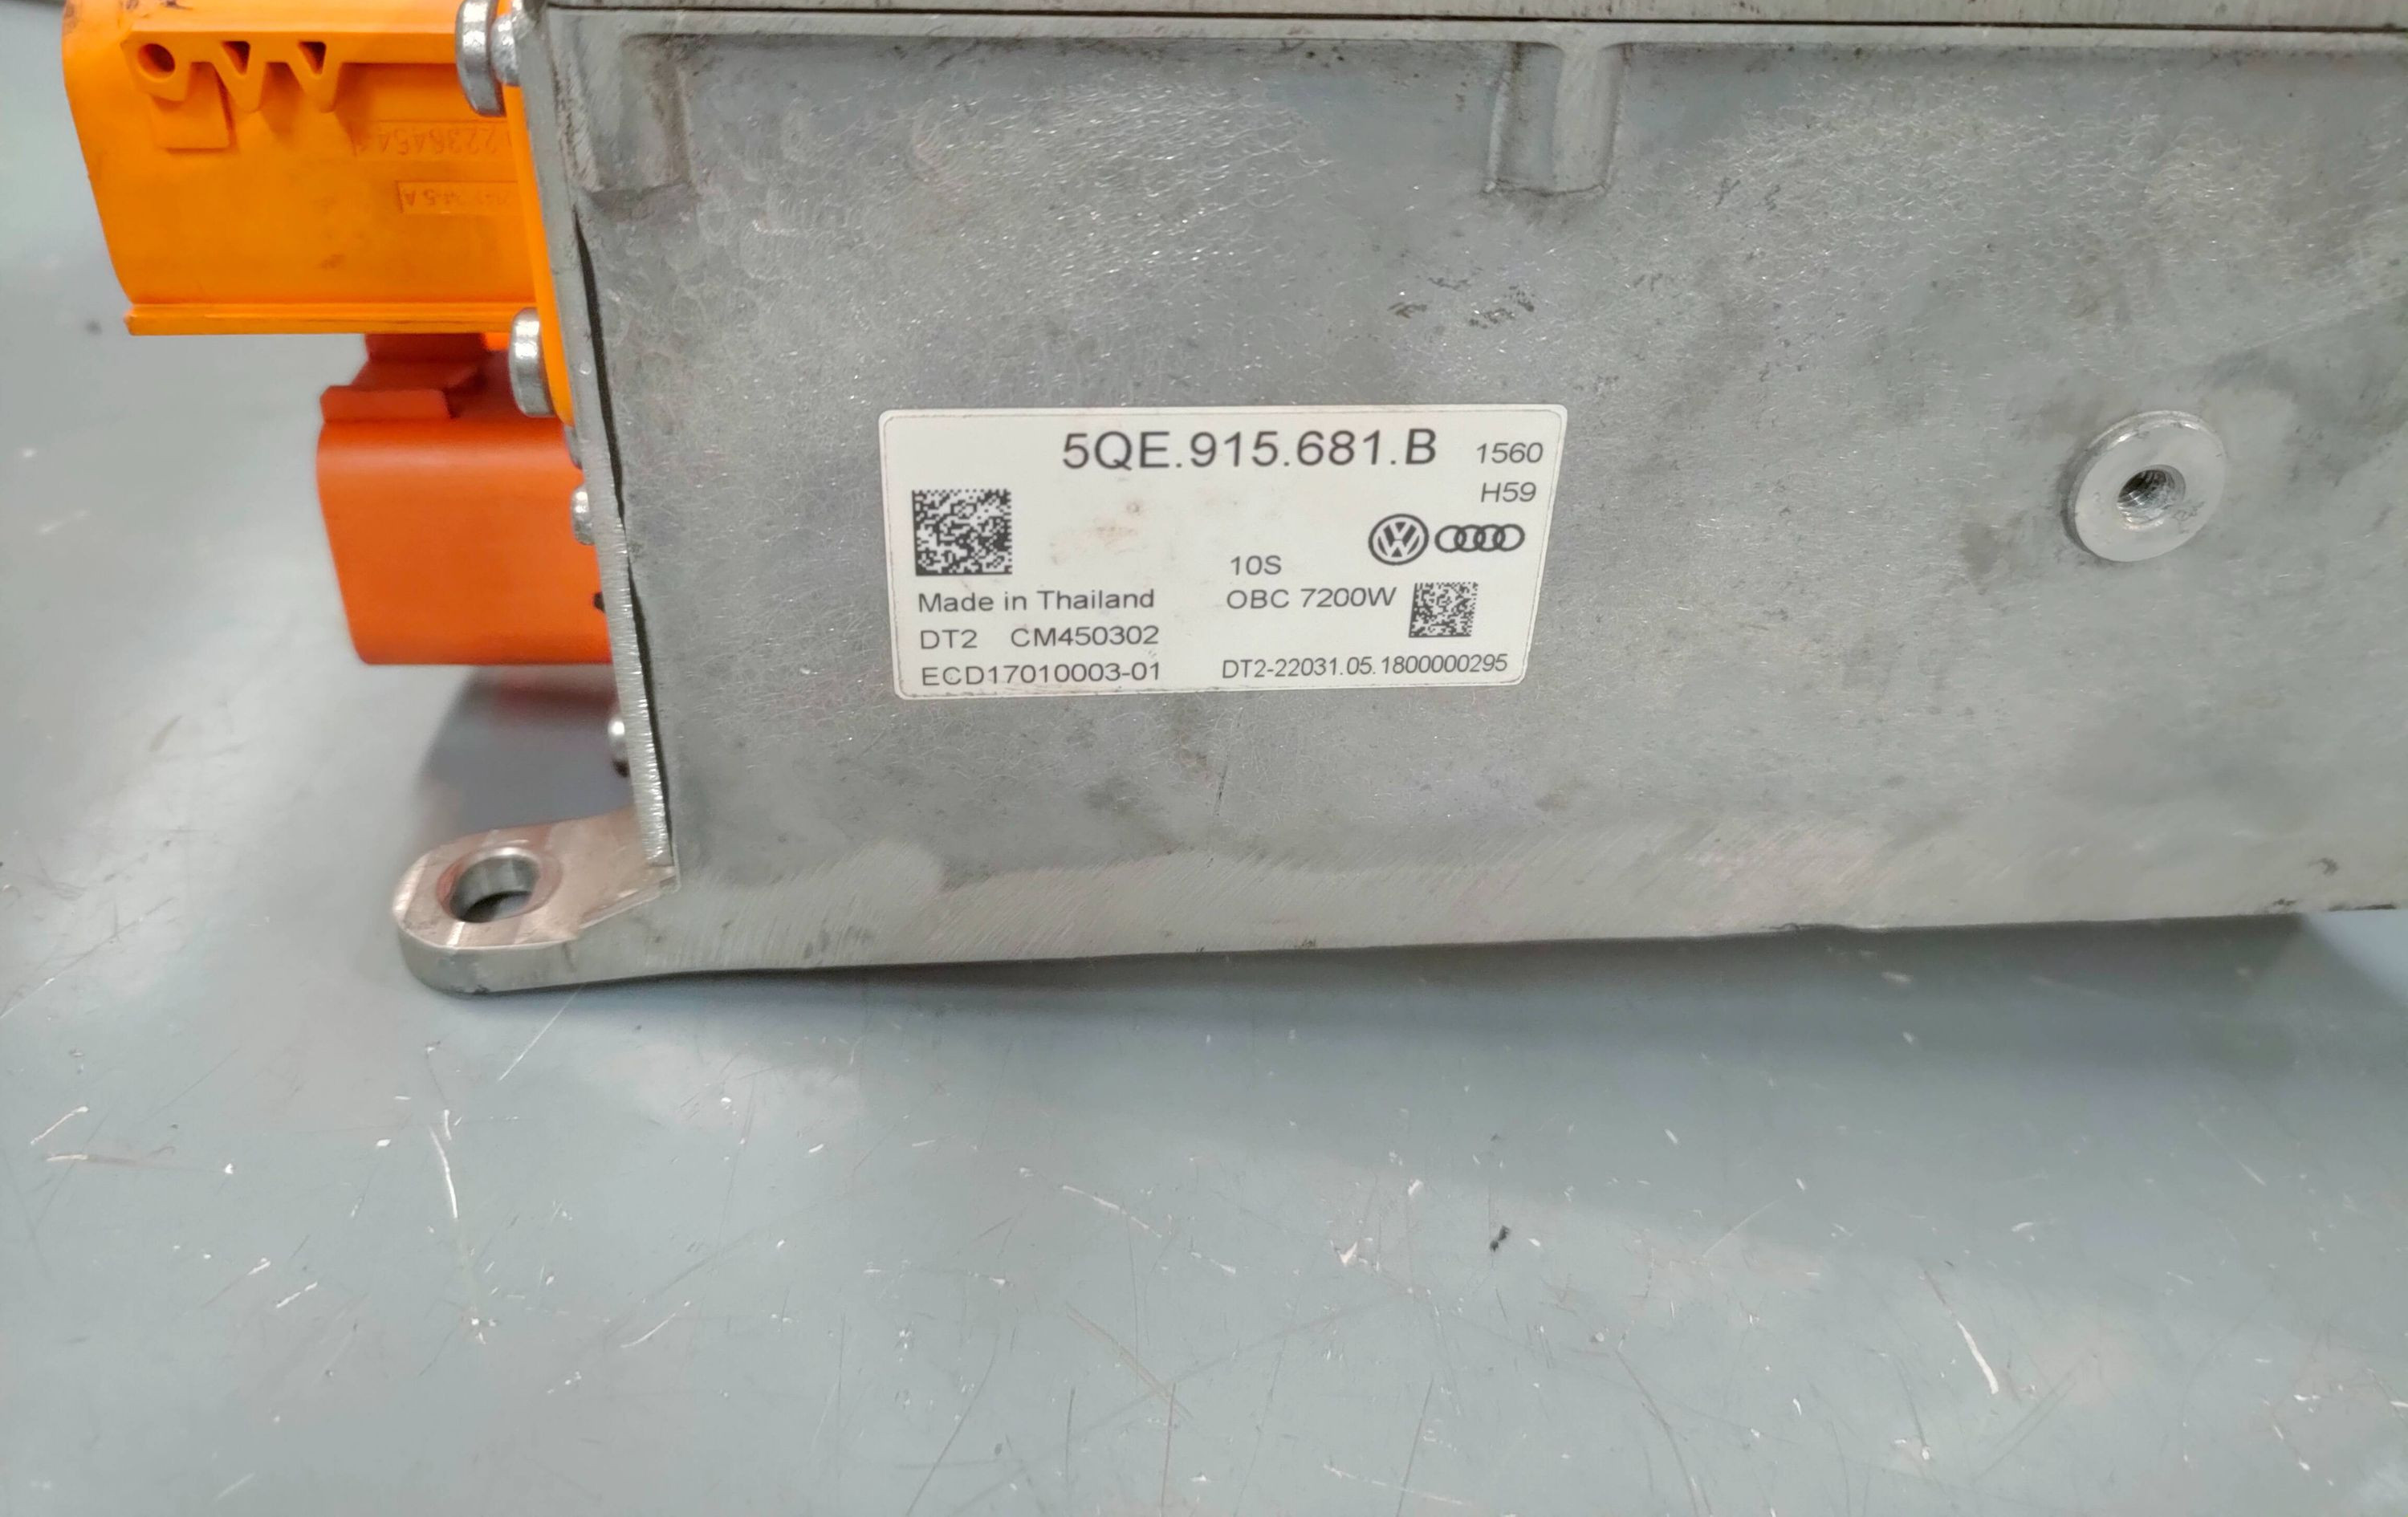 5QE.915.681.B 1560
H59
10S
Made in Thailand OBC 7200W
DT2 CM450302
ECD17010003-01 DT2-22031.05.1800000295